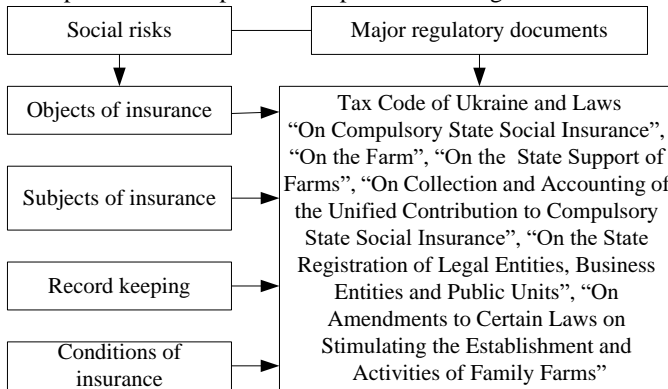 Social risks
Major regulatory documents
Objects of insurance
Subjects of insurance
Record keeping
Conditions of
insurance
Tax Code of Ukraine and Laws
“On Compulsory State Social Insurance”,
“On the Farm”, “On the State Support of
Farms”, “On Collection and Accounting of
the Unified Contribution to Compulsory
State Social Insurance”, “On the State
Registration of Legal Entities, Business
Entities and Public Units”, “On
Amendments to Certain Laws on
Stimulating the Establishment and
Activities of Family Farms”